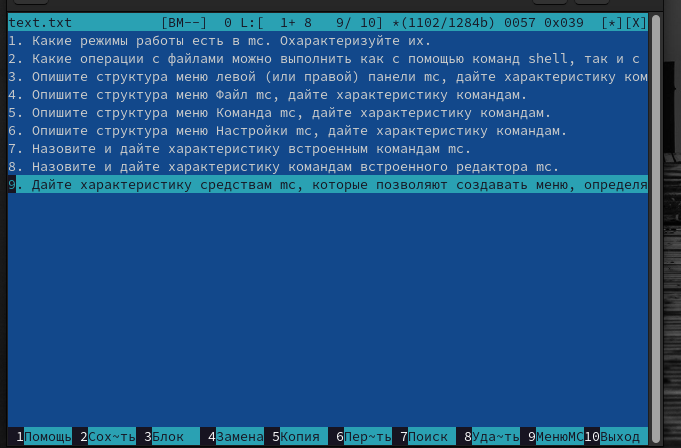 text.txt [BM--] 0 L:[ 1+ 8 9/ 10] *(1102/1284b) 0057 0x039 [*][X]
1. Какие режимы работы есть в mc. Охарактеризуйте их.
2. Какие операции с файлами можно выполнить как с помощью команд shell, так и с
3. Опишите структура меню левой (или правой) панели mc, дайте характеристику ком
4. Опишите структура меню Файл mc, дайте характеристику командам.
5. Опишите структура меню Команда mc, дайте характеристику командам.
6. Опишите структура меню Настройки mc, дайте характеристику командам.
7. Назовите и дайте характеристику встроенным командам mc.
8. Назовите и дайте характеристику командам встроенного редактора mc.
9. Дайте характеристику средствам mc, которые позволяют создавать меню, определя
1Помощь 2Сох~ть 3Блок 4Замена 5Копия 6Пер~ть 7Поиск 8Уда~ть 9МенюMC 10Выход